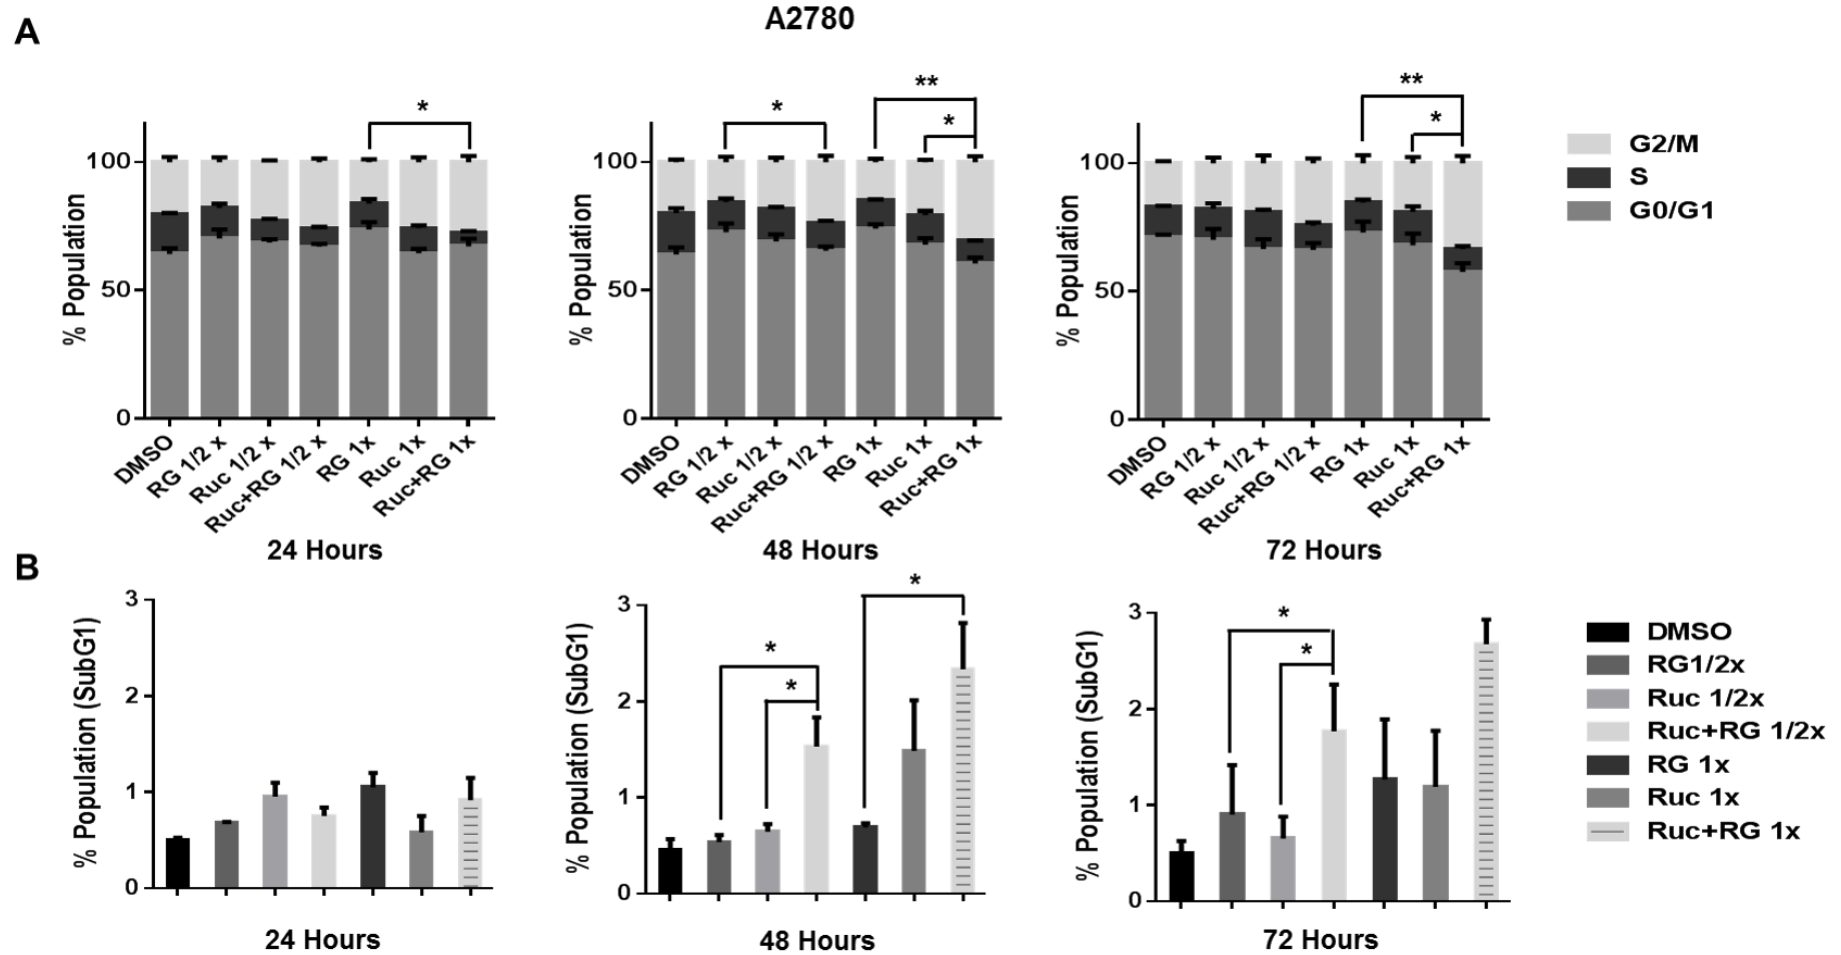 A
A2780
% Population
100
50
0
*
DMSO
RG 1/2 x
Ruc 1/2 x
Ruc+RG 1/2 x
RG 1x
Ruc 1x
Ruc+RG 1x
24 Hours
% Population
100
50
0
*
**
*
DMSO
RG 1/2 x
Ruc 1/2 x
Ruc+RG 1/2 x
RG 1x
Ruc 1x
Ruc+RG 1x
48 Hours
% Population
100
50
0
**
*
DMSO
RG 1/2 x
Ruc 1/2 x
Ruc+RG 1/2 x
RG 1x
Ruc 1x
Ruc+RG 1x
72 Hours
G2/M
S
G0/G1
B
% Population (SubG1)
3
2
1
0
24 Hours
% Population (SubG1)
3
2
1
0
*
*
*
48 Hours
% Population (SubG1)
3
2
1
0
*
*
72 Hours
DMSO
RG1/2x
Ruc 1/2x
Ruc+RG 1/2x
RG 1x
Ruc 1x
Ruc+RG 1x